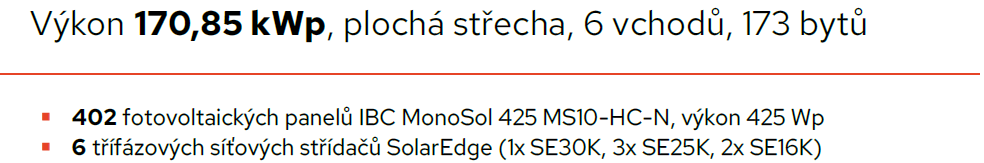 Výkon 170,85 kWp, plochá střecha, 6 vchodů, 173 bytů
▪ 402 fotovoltaických panelů IBC MonoSol 425 MS10-HC-N, výkon 425 Wp
▪ 6 třífázových síťových střídačů SolarEdge (1x SE30K, 3x SE25K, 2x SE16K)